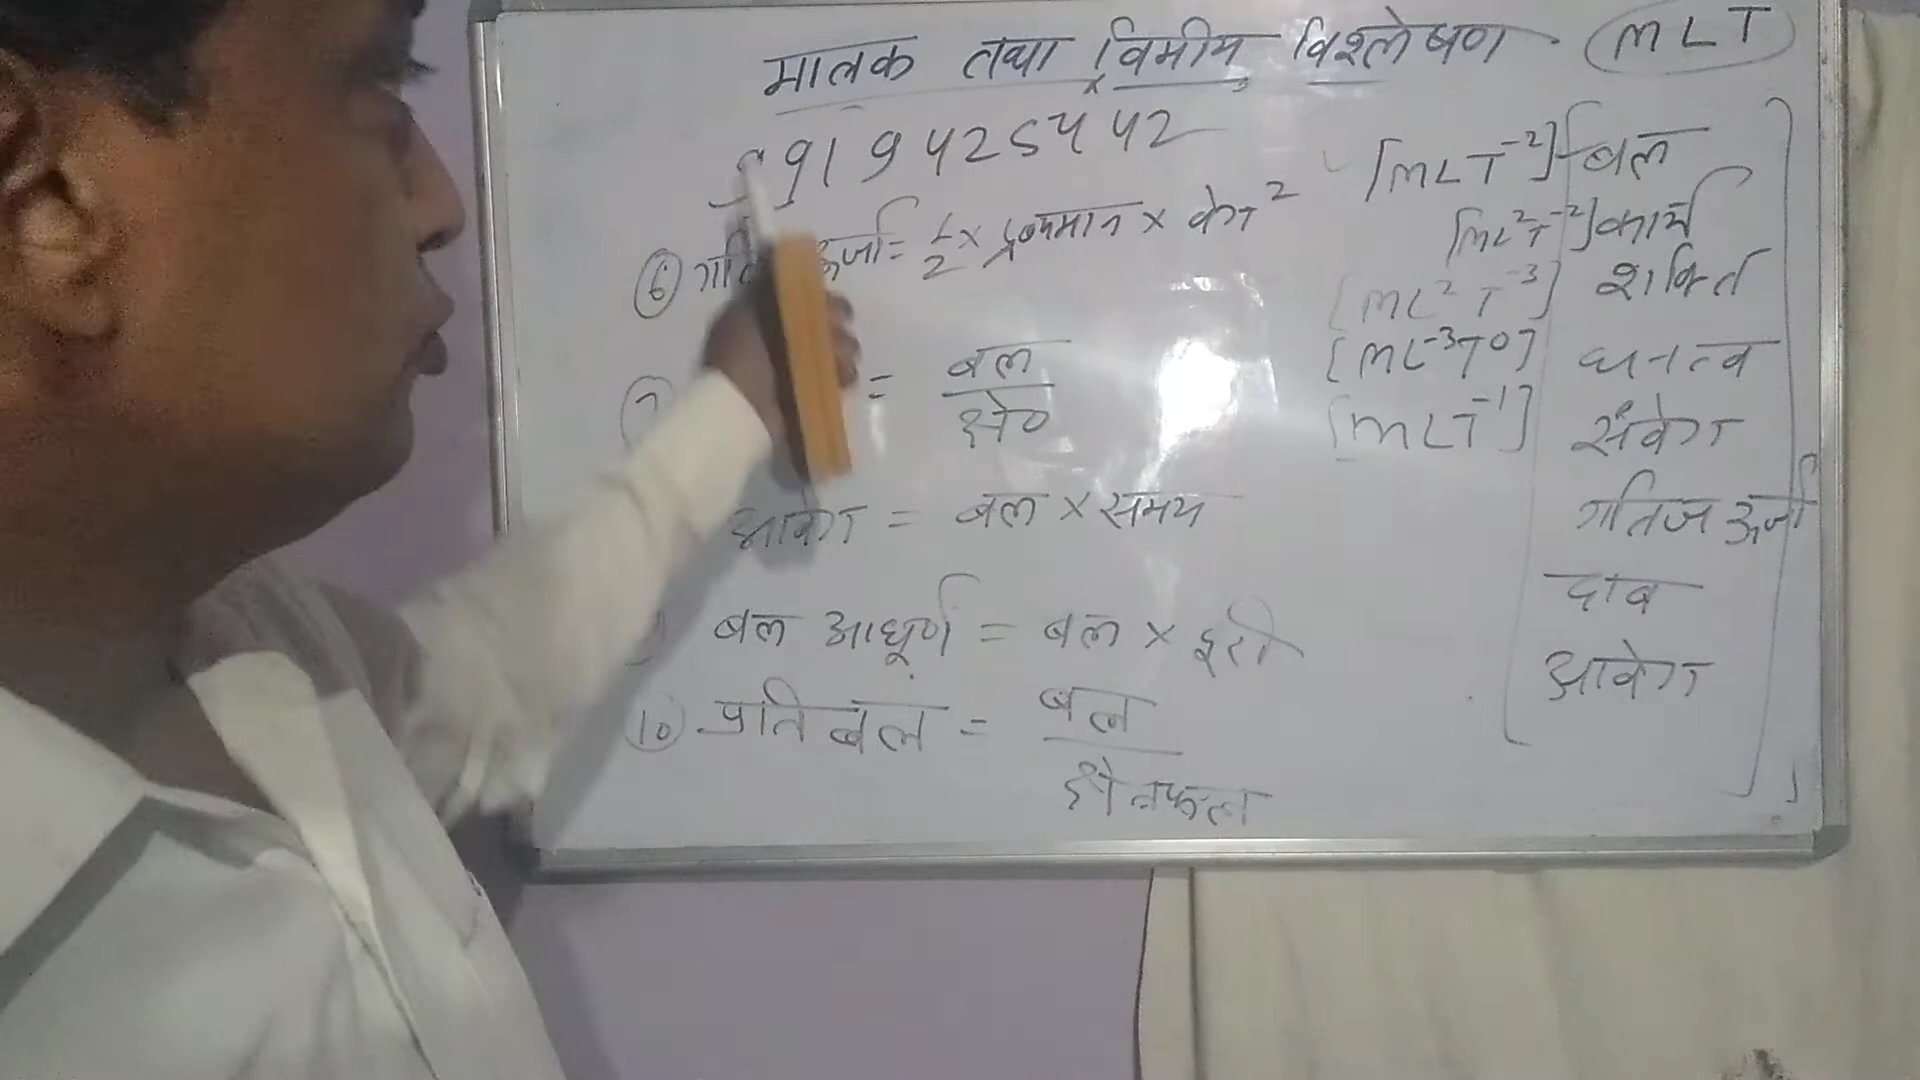 मात्रक तथा विमीय विश्लेषण MLT
919425442
⑥ ऊर्जा = 1/2 × द्रव्यमान × वेग²
= बल / क्षे०
आवेग = बल × समय
बल आघूर्ण = बल × दूरी
⑩ प्रतिबल = बल / क्षेत्रफल
[MLT⁻²] बल
[ML²T⁻²] कार्य
[ML²T⁻³] शक्ति
[ML⁻³T⁰] घनत्व
[MLT⁻¹] संवेग
गतिज ऊर्जा
दाब
आवेग